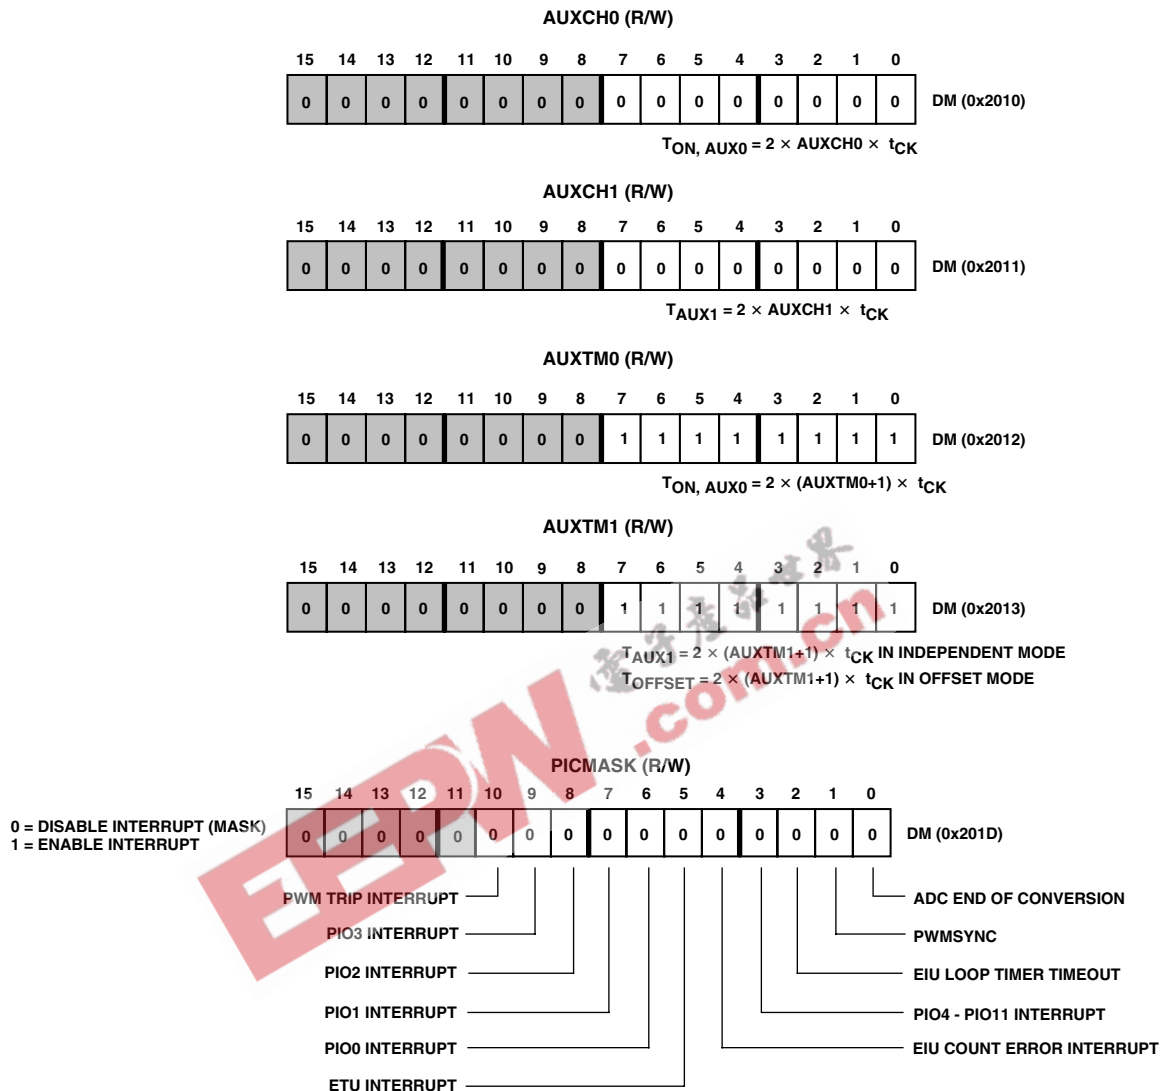 AUXCH0 (R/W)
15 14 13 12 11 10 9 8 7 6 5 4 3 2 1 0
0 0 0 0 0 0 0 0 0 0 0 0 0 0 0 0 DM (0x2010)
TON, AUX0 = 2 × AUXCH0 × tCK
AUXCH1 (R/W)
15 14 13 12 11 10 9 8 7 6 5 4 3 2 1 0
0 0 0 0 0 0 0 0 0 0 0 0 0 0 0 0 DM (0x2011)
TAUX1 = 2 × AUXCH1 × tCK
AUXTM0 (R/W)
15 14 13 12 11 10 9 8 7 6 5 4 3 2 1 0
0 0 0 0 0 0 0 0 1 1 1 1 1 1 1 1 DM (0x2012)
TON, AUX0 = 2 × (AUXTM0+1) × tCK
AUXTM1 (R/W)
15 14 13 12 11 10 9 8 7 6 5 4 3 2 1 0
0 0 0 0 0 0 0 0 1 1 1 1 1 1 1 1 DM (0x2013)
TAUX1 = 2 × (AUXTM1+1) × tCK IN INDEPENDENT MODE
TOFFSET = 2 × (AUXTM1+1) × tCK IN OFFSET MODE
電子產品世界
EEPW.com.cn
PICMASK (R/W)
15 14 13 12 11 10 9 8 7 6 5 4 3 2 1 0
0 = DISABLE INTERRUPT (MASK)
1 = ENABLE INTERRUPT
0 0 0 0 0 0 0 0 0 0 0 0 0 0 0 0 DM (0x201D)
PWM TRIP INTERRUPT
ADC END OF CONVERSION
PIO3 INTERRUPT
PWMSYNC
PIO2 INTERRUPT
EIU LOOP TIMER TIMEOUT
PIO1 INTERRUPT
PIO4 - PIO11 INTERRUPT
PIO0 INTERRUPT
EIU COUNT ERROR INTERRUPT
ETU INTERRUPT